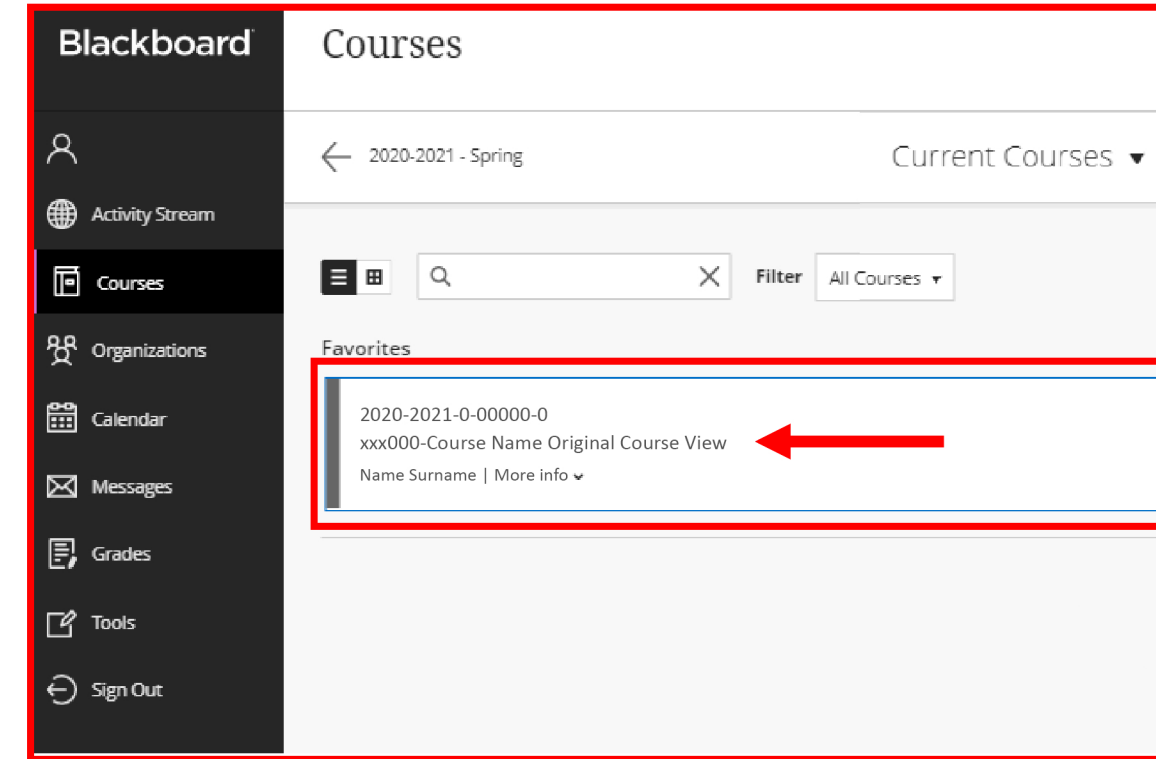 Blackboard
Activity Stream
Courses
Organizations
Calendar
Messages
Grades
Tools
Sign Out
Courses
2020-2021 - Spring
Current Courses
Filter
All Courses
Favorites
2020-2021-0-00000-0
xxx000-Course Name Original Course View
Name Surname | More info